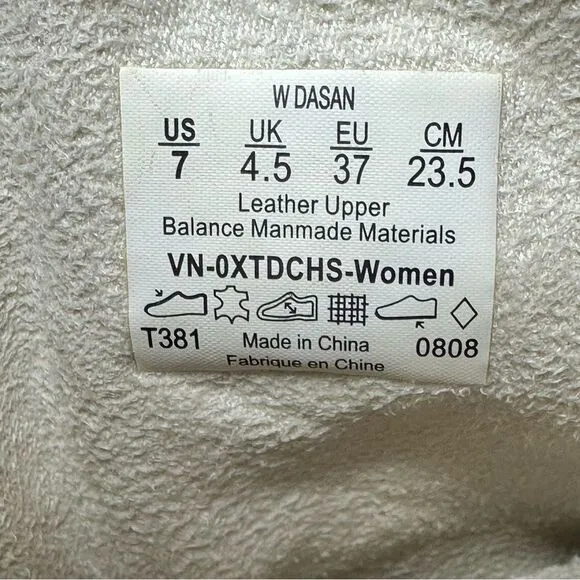 W DASAN
US UK EU CM
7 4.5 37 23.5
Leather Upper
Balance Manmade Materials
VN-0XTDCHS-Women
T381 Made in China 0808
Fabrique en Chine